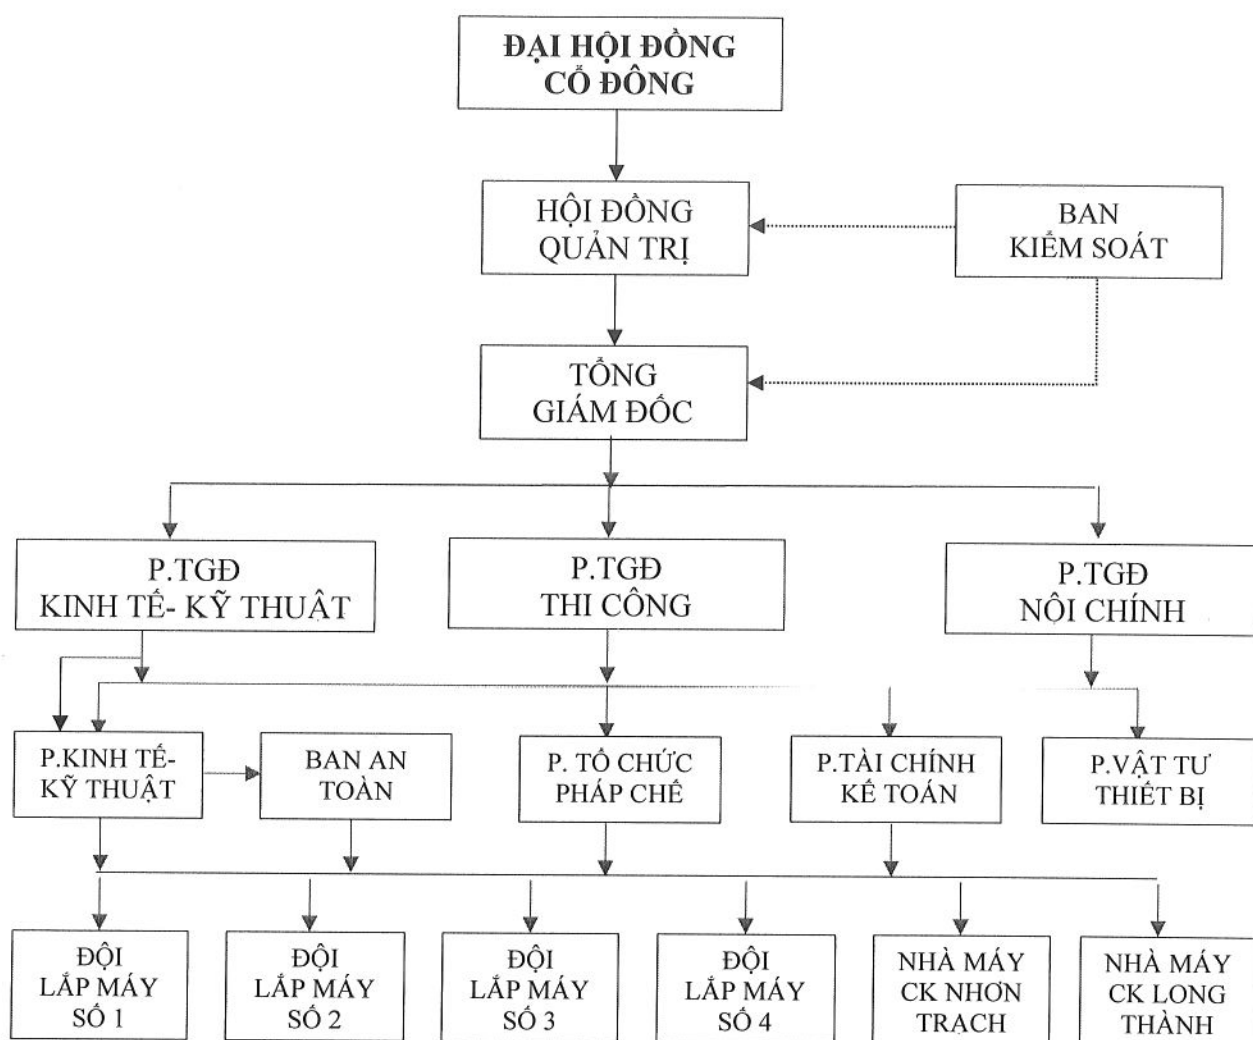 ĐẠI HỘI ĐỒNG
CỔ ĐÔNG
HỘI ĐỒNG
QUẢN TRỊ
BAN
KIỂM SOÁT
TỔNG
GIÁM ĐỐC
P.TGĐ
KINH TẾ- KỸ THUẬT
P.TGĐ
THI CÔNG
P.TGĐ
NÔI CHÍNH
P.KINH TẾ-
KỸ THUẬT
BAN AN
TOÀN
P. TỔ CHỨC
PHÁP CHẾ
P.TÀI CHÍNH
KẾ TOÁN
P.VẬT TƯ
THIẾT BỊ
ĐỘI
LẮP MÁY
SỐ 1
ĐỘI
LẮP MÁY
SỐ 2
ĐỘI
LẮP MÁY
SỐ 3
ĐỘI
LẮP MÁY
SỐ 4
NHÀ MÁY
CK NHƠN
TRẠCH
NHÀ MÁY
CK LONG
THÀNH